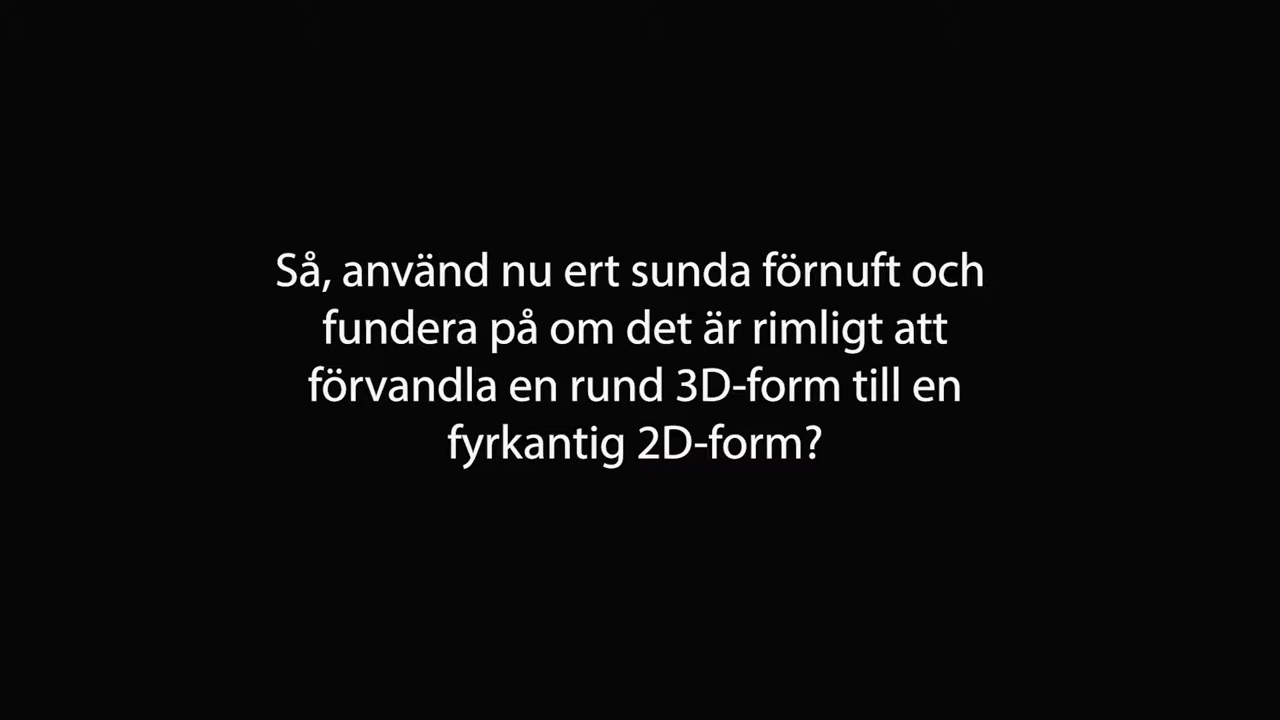 Så, använd nu ert sunda förnuft och
fundera på om det är rimligt att
förvandla en rund 3D-form till en
fyrkantig 2D-form?